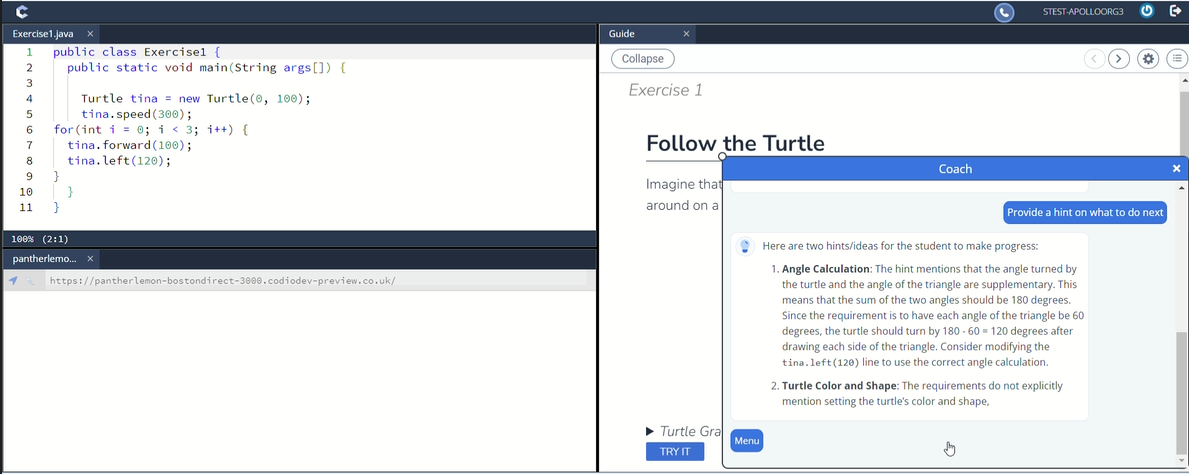 STEST-APOLLOORG3
Exercise1.java ×
1 public class Exercise1 {
2 public static void main(String args[]) {
3
4 Turtle tina = new Turtle(0, 100);
5 tina.speed(300);
6 for(int i = 0; i < 3; i++) {
7 tina.forward(100);
8 tina.left(120);
9 }
10 }
11 }
100% (2:1)
pantherlemo... ×
https://pantherlemon-bostondirect-3000.codiodev-preview.co.uk/
Guide ×
Collapse
Exercise 1
Follow the Turtle
Imagine that
around on a
Turtle Gra
TRY IT
Coach ×
Provide a hint on what to do next
Here are two hints/ideas for the student to make progress:
1. Angle Calculation: The hint mentions that the angle turned by
the turtle and the angle of the triangle are supplementary. This
means that the sum of the two angles should be 180 degrees.
Since the requirement is to have each angle of the triangle be 60
degrees, the turtle should turn by 180 - 60 = 120 degrees after
drawing each side of the triangle. Consider modifying the
tina.left(120) line to use the correct angle calculation.
2. Turtle Color and Shape: The requirements do not explicitly
mention setting the turtle's color and shape,
Menu